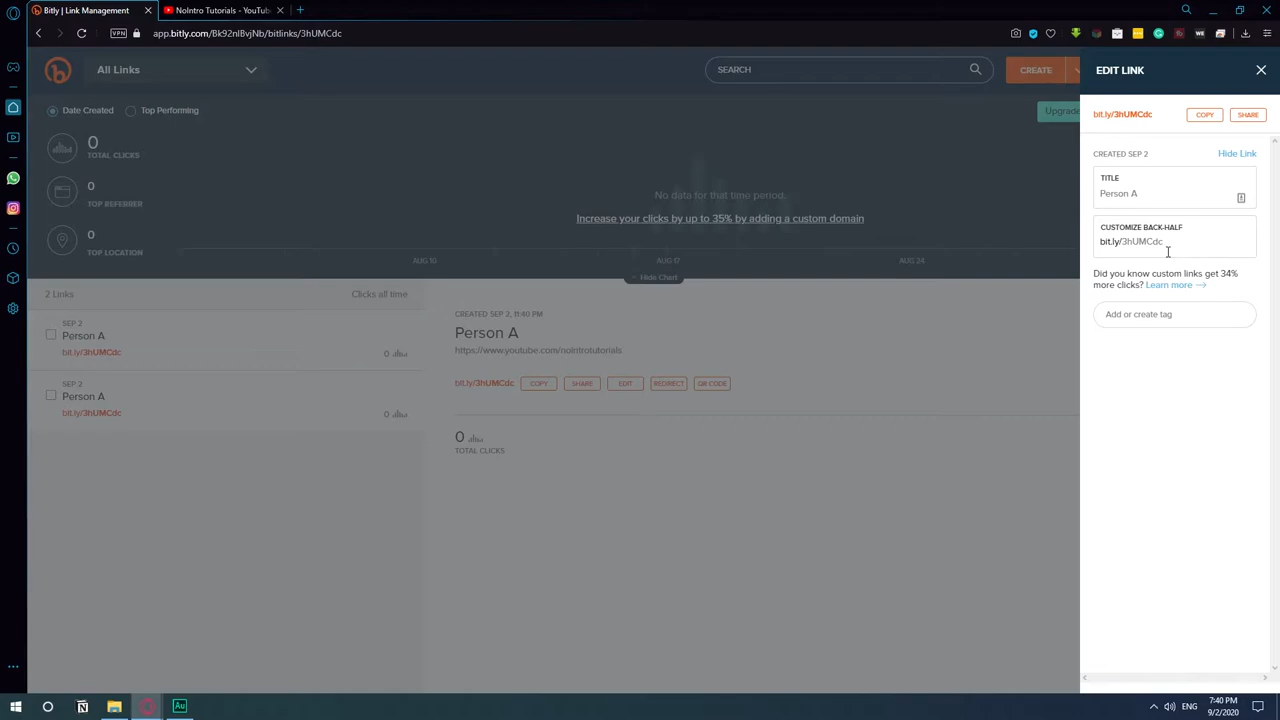 Bitly | Link Management
NoIntro Tutorials - YouTube
VPN
app.bitly.com/Bk92nIBvjNb/bitlinks/3hUMCdc
All Links
SEARCH
CREATE
EDIT LINK
Date Created
Top Performing
Upgrade
bit.ly/3hUMCdc
COPY
SHARE
0
TOTAL CLICKS
0
TOP REFERRER
0
TOP LOCATION
No data for that time period.
Increase your clicks by up to 35% by adding a custom domain
AUG 10
AUG 17
AUG 24
Hide Chart
CREATED SEP 2
Hide Link
TITLE
Person A
CUSTOMIZE BACK-HALF
bit.ly/3hUMCdc
Did you know custom links get 34%
more clicks? Learn more →
Add or create tag
2 Links
Clicks all time
SEP 2
Person A
bit.ly/3hUMCdc
0
SEP 2
Person A
bit.ly/3hUMCdc
0
CREATED SEP 2, 11:40 PM
Person A
https://www.youtube.com/nointrotutorials
bit.ly/3hUMCdc
COPY
SHARE
EDIT
REDIRECT
QR CODE
0
TOTAL CLICKS
Au
ENG
7:40 PM
9/2/2020